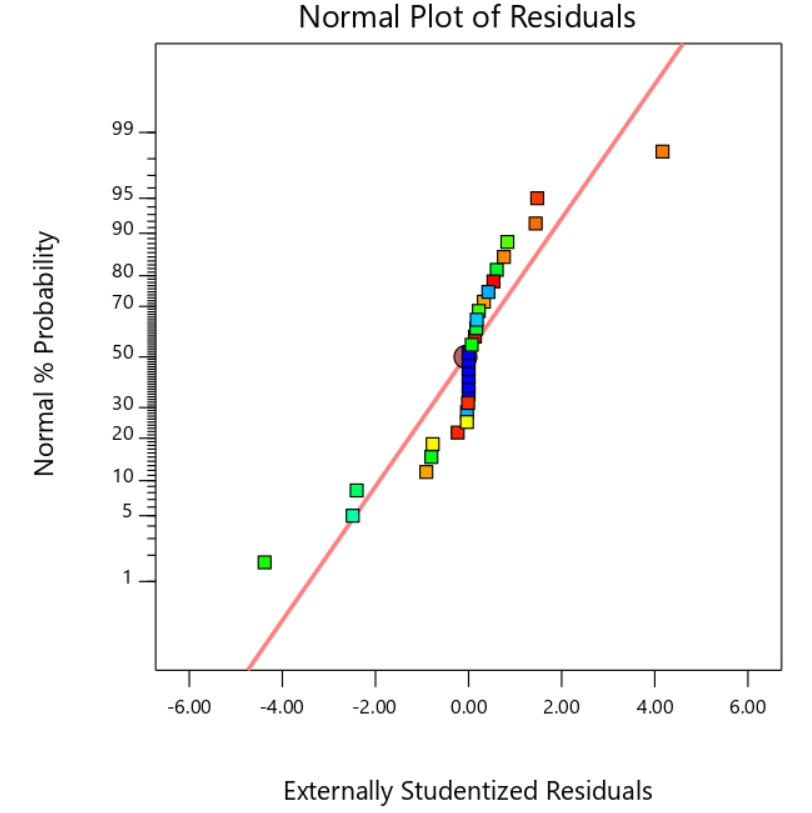 Normal Plot of Residuals
Normal % Probability
99
95
90
80
70
50
30
20
10
5
1
-6.00 -4.00 -2.00 0.00 2.00 4.00 6.00
Externally Studentized Residuals